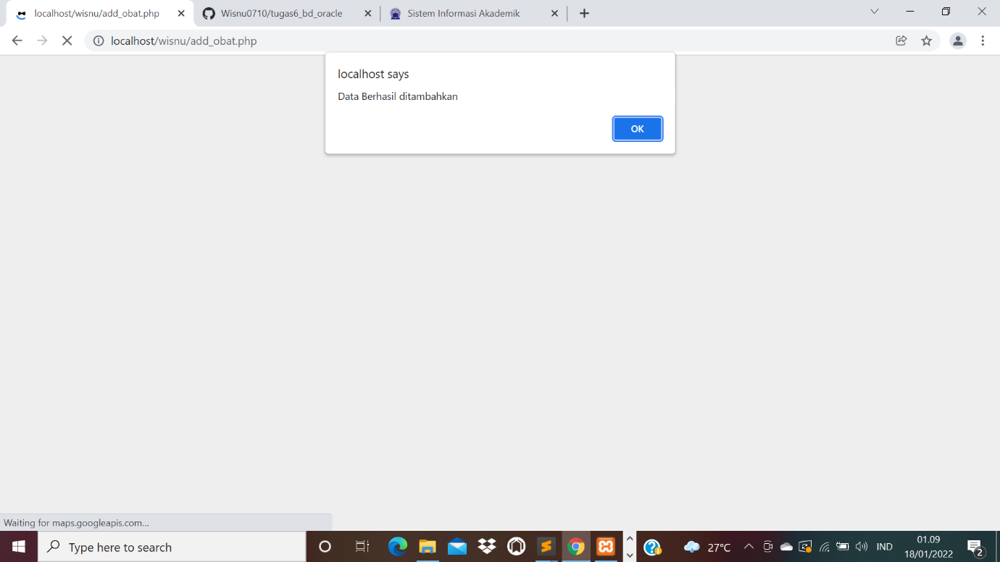 localhost/wisnu/add_obat.php
Wisnu0710/tugas6_bd_oracle
Sistem Informasi Akademik
localhost/wisnu/add_obat.php
localhost says
Data Berhasil ditambahkan
OK
Waiting for maps.googleapis.com...
Type here to search
27°C
IND
01.09
18/01/2022
2